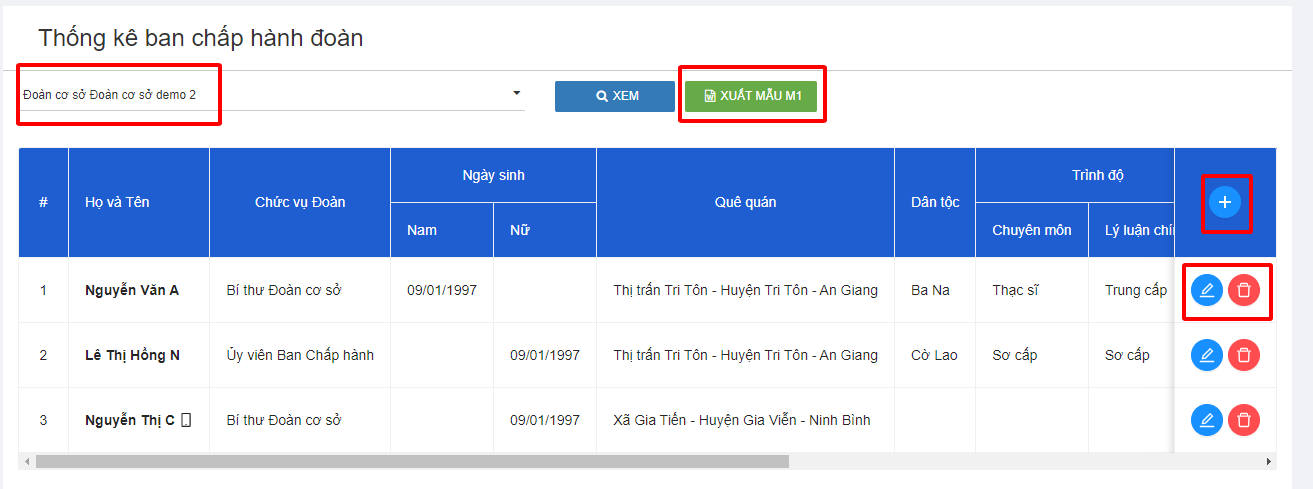 Thống kê ban chấp hành đoàn
Đoàn cơ sở Đoàn cơ sở demo 2 XEM XUẤT MẪU M1
# Họ và Tên Chức vụ Đoàn Ngày sinh Quê quán Dân tộc Trình độ
Nam Nữ Chuyên môn Lý luận chí
1 Nguyễn Văn A Bí thư Đoàn cơ sở 09/01/1997 Thị trấn Tri Tôn - Huyện Tri Tôn - An Giang Ba Na Thạc sĩ Trung cấp
2 Lê Thị Hồng N Ủy viên Ban Chấp hành 09/01/1997 Thị trấn Tri Tôn - Huyện Tri Tôn - An Giang Cờ Lao Sơ cấp Sơ cấp
3 Nguyễn Thị C Bí thư Đoàn cơ sở 09/01/1997 Xã Gia Tiến - Huyện Gia Viễn - Ninh Bình